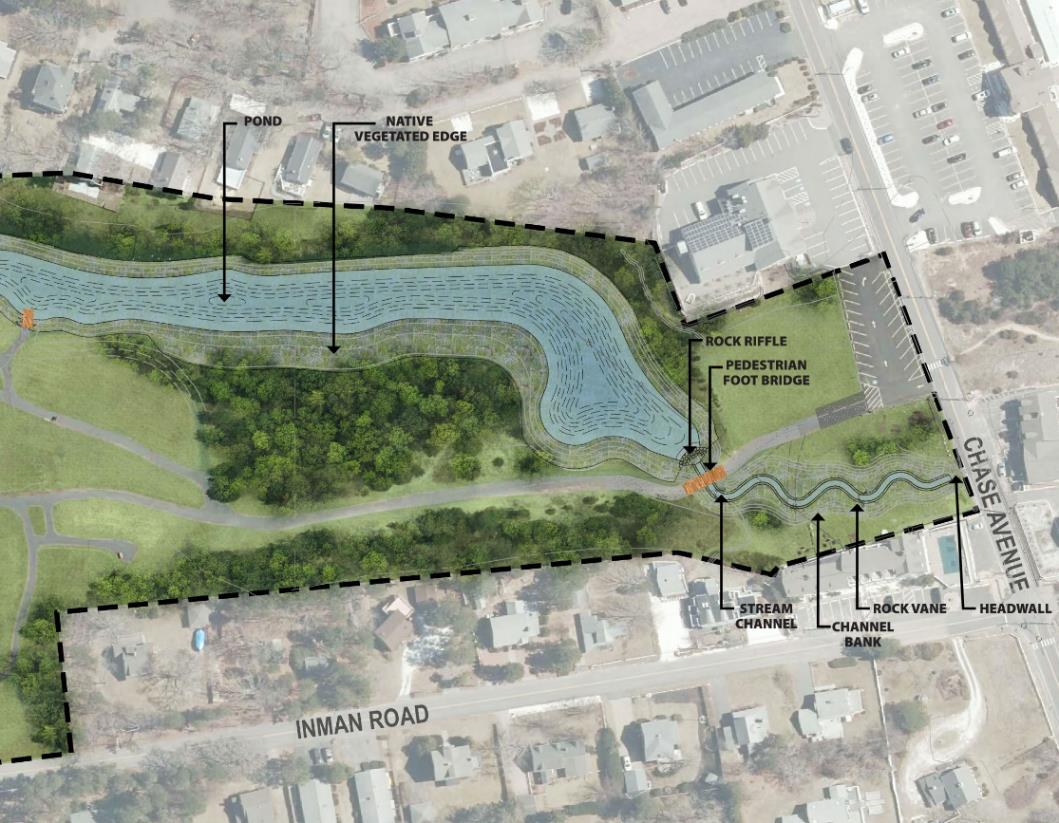 POND
NATIVE
VEGETATED EDGE
ROCK RIFFLE
PEDESTRIAN
FOOT BRIDGE
CHASE AVENUE
STREAM
CHANNEL
CHANNEL
BANK
ROCK VANE
HEADWALL
INMAN ROAD